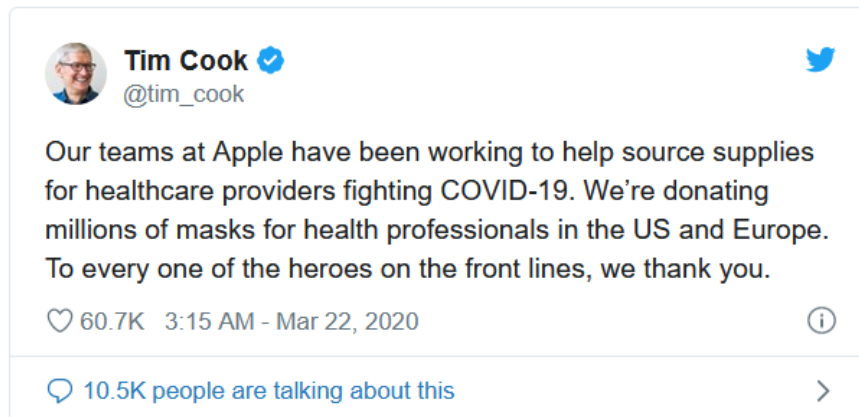 Tim Cook
@tim_cook
Our teams at Apple have been working to help source supplies
for healthcare providers fighting COVID-19. We’re donating
millions of masks for health professionals in the US and Europe.
To every one of the heroes on the front lines, we thank you.
60.7K 3:15 AM - Mar 22, 2020
10.5K people are talking about this